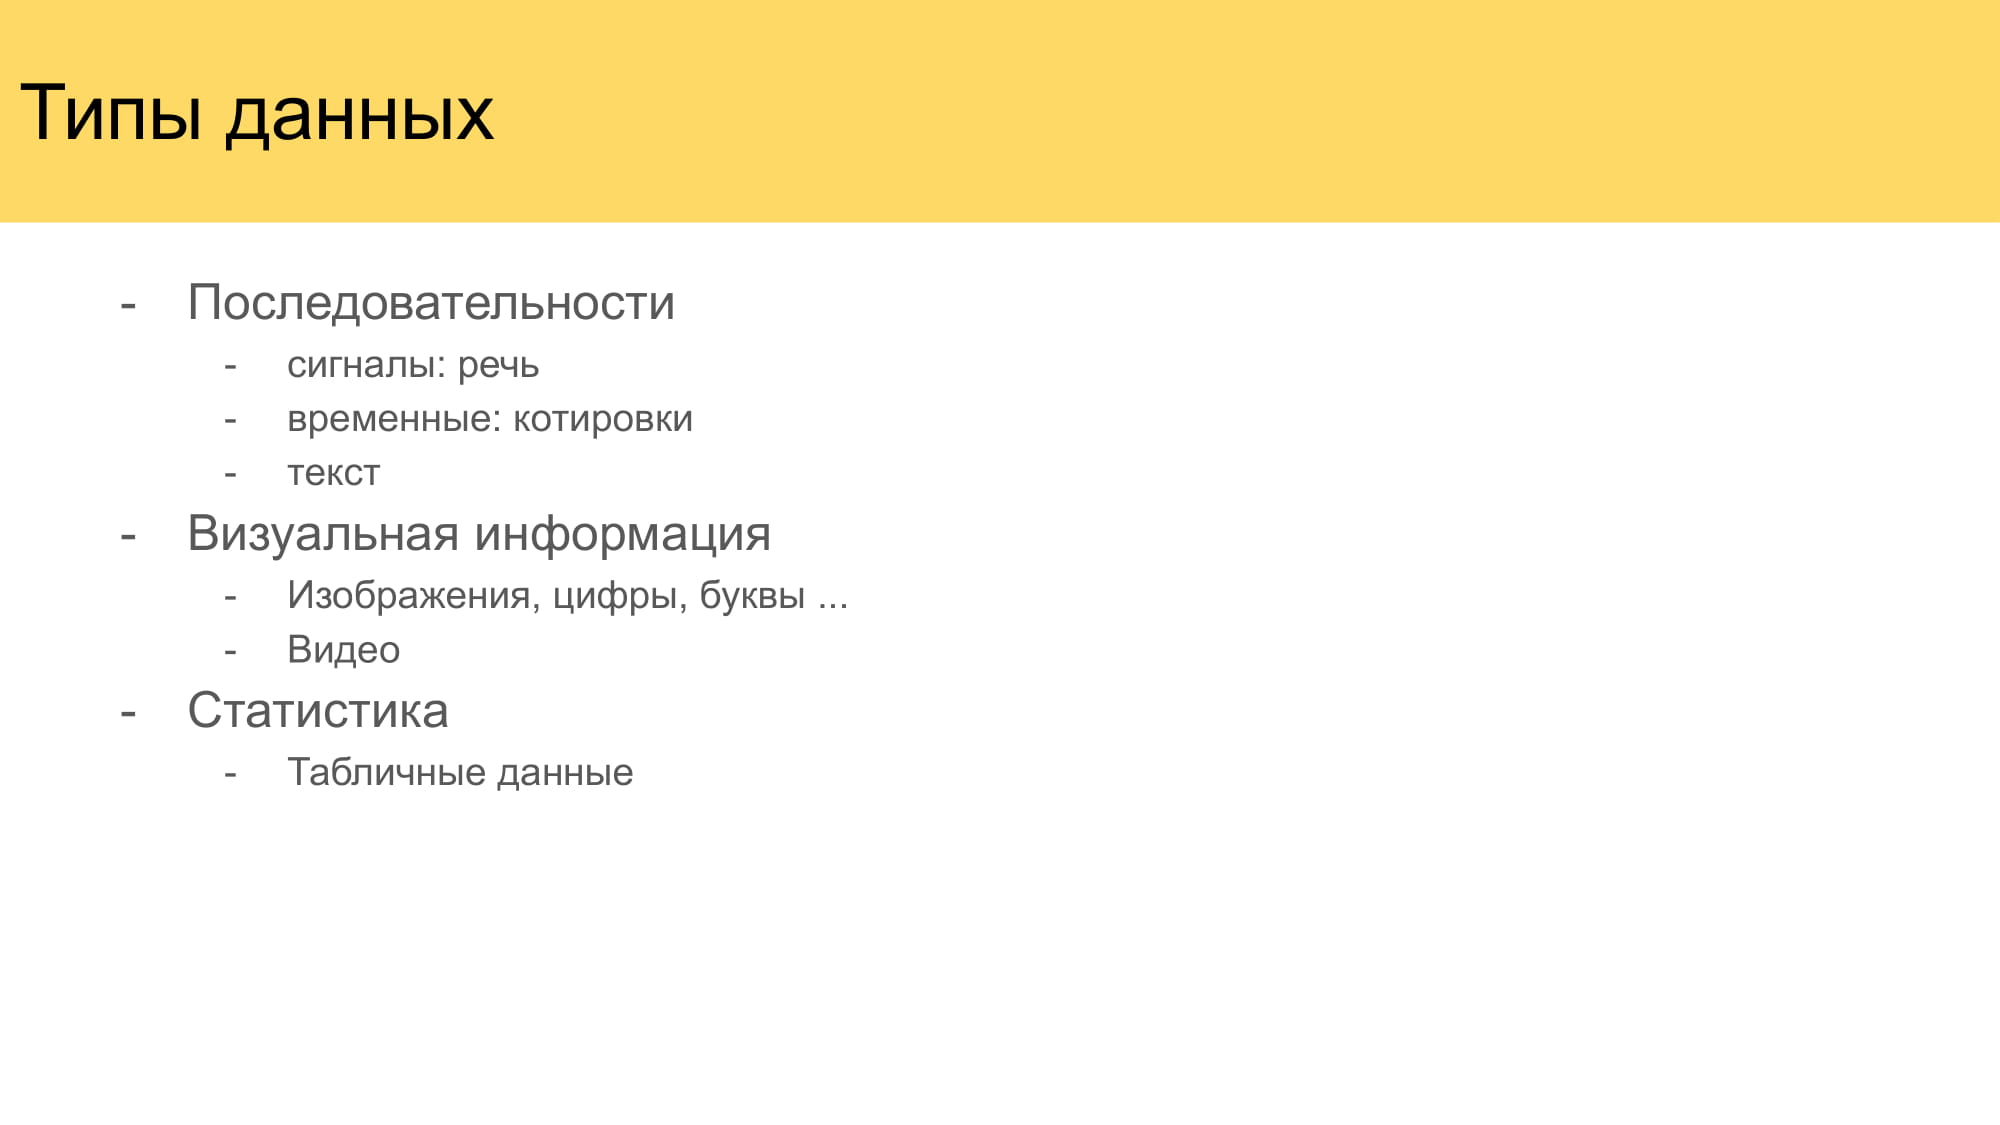 Типы данных
- Последовательности
- сигналы: речь
- временные: котировки
- текст
- Визуальная информация
- Изображения, цифры, буквы ...
- Видео
- Статистика
- Табличные данные